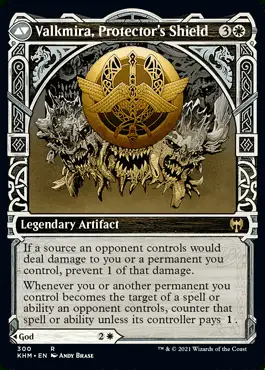 Valkmira, Protector's Shield 3
Legendary Artifact
If a source an opponent controls would
deal damage to you or a permanent you
control, prevent 1 of that damage.
Whenever you or another permanent you
control becomes the target of a spell or
ability an opponent controls, counter that
spell or ability unless its controller pays 1.
God 2
300 R
KHM • EN ANDY BRASE
™ & © 2021 Wizards of the Coast